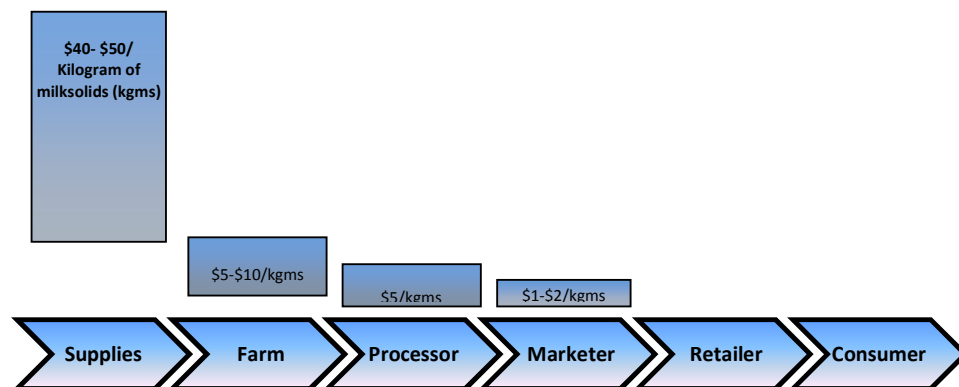 $40- $50/
Kilogram of
milksolids (kgms)
$5-$10/kgms
$5/kgms
$1-$2/kgms
Supplies
Farm
Processor
Marketer
Retailer
Consumer